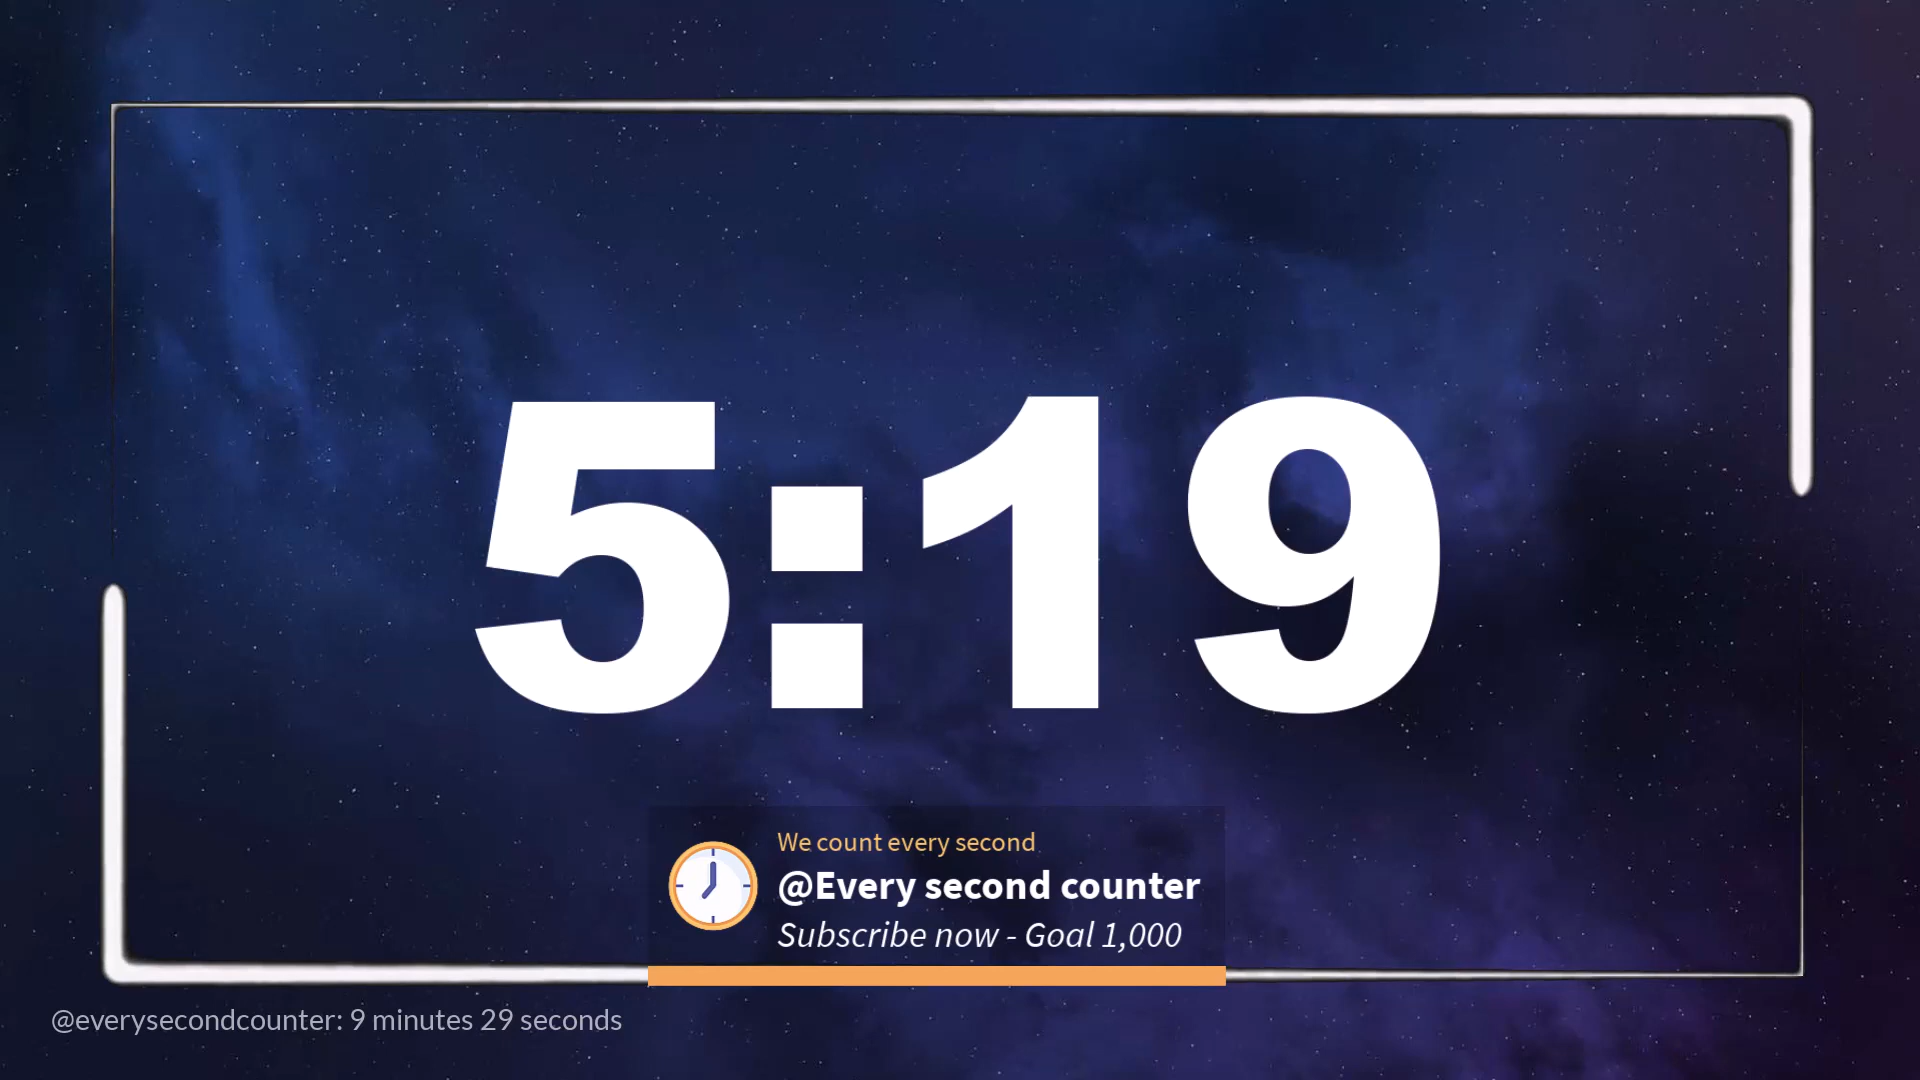 5:19
We count every second
@Every second counter
Subscribe now - Goal 1,000
@everysecondcounter: 9 minutes 29 seconds